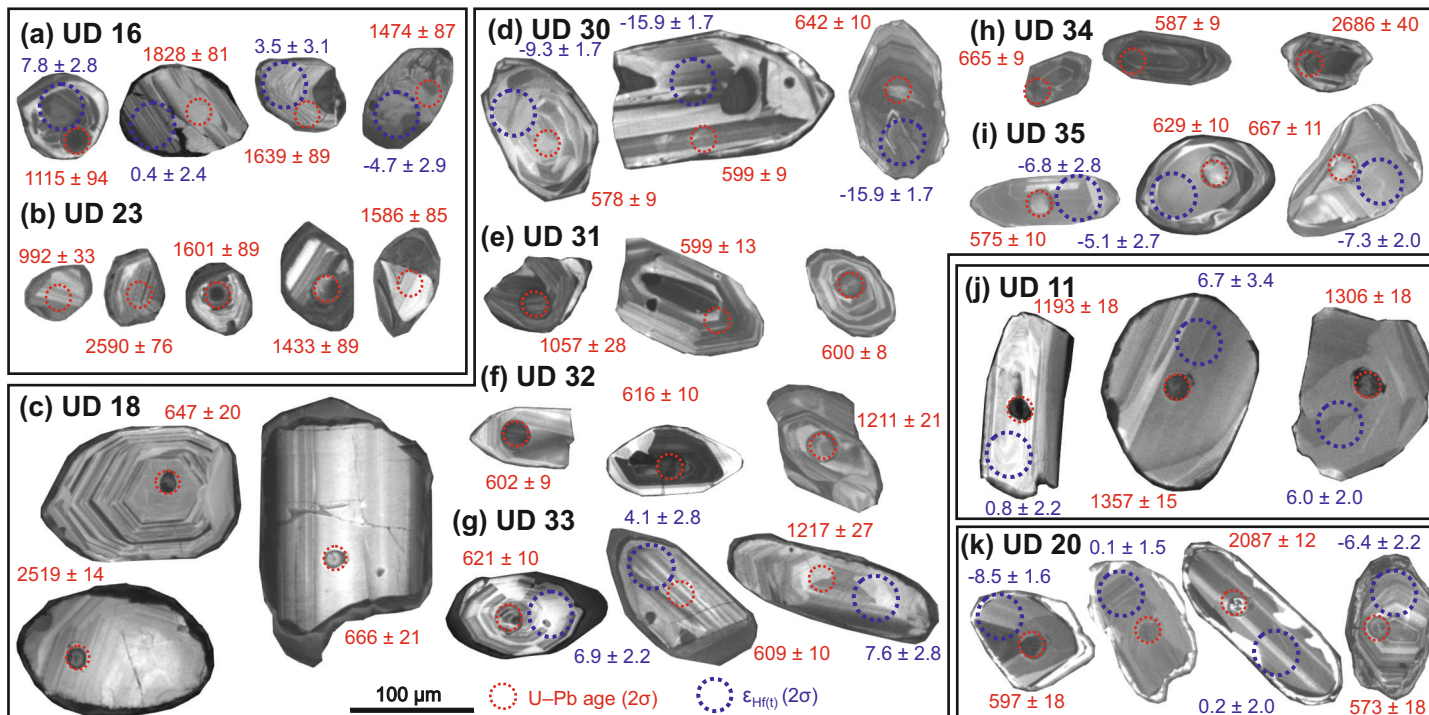 (a) UD 16
7.8 ± 2.8
1828 ± 81
3.5 ± 3.1
1474 ± 87
1115 ± 94
0.4 ± 2.4
1639 ± 89
-4.7 ± 2.9
(b) UD 23
992 ± 33
1601 ± 89
1586 ± 85
2590 ± 76
1433 ± 89
(c) UD 18
647 ± 20
2519 ± 14
666 ± 21
(d) UD 30
-9.3 ± 1.7
-15.9 ± 1.7
642 ± 10
578 ± 9
599 ± 9
-15.9 ± 1.7
(e) UD 31
599 ± 13
1057 ± 28
600 ± 8
(f) UD 32
616 ± 10
1211 ± 21
602 ± 9
(g) UD 33
621 ± 10
4.1 ± 2.8
1217 ± 27
6.9 ± 2.2
609 ± 10
7.6 ± 2.8
(h) UD 34
665 ± 9
587 ± 9
2686 ± 40
(i) UD 35
-6.8 ± 2.8
629 ± 10
667 ± 11
575 ± 10
-5.1 ± 2.7
-7.3 ± 2.0
(j) UD 11
1193 ± 18
6.7 ± 3.4
1306 ± 18
0.8 ± 2.2
1357 ± 15
6.0 ± 2.0
(k) UD 20
-8.5 ± 1.6
0.1 ± 1.5
2087 ± 12
-6.4 ± 2.2
597 ± 18
0.2 ± 2.0
573 ± 18
100 µm
U–Pb age (2σ)
εHf(t) (2σ)